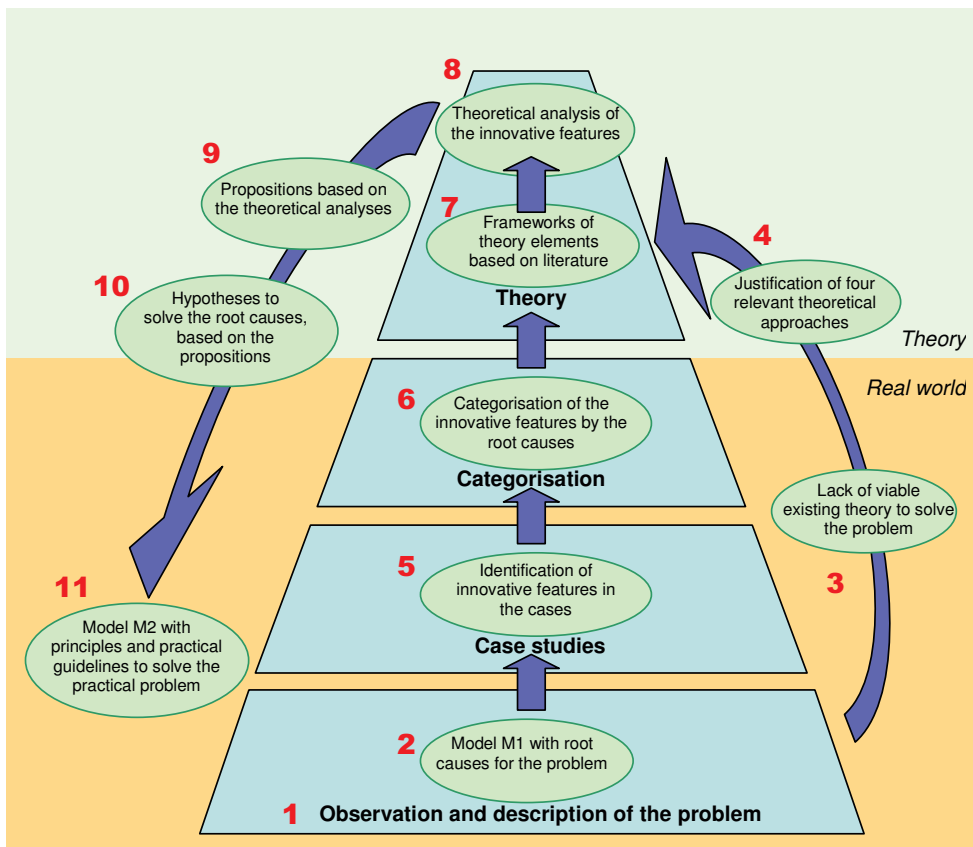 8
Theoretical analysis of
the innovative features
9
Propositions based on
the theoretical analyses
7
Frameworks of
theory elements
based on literature
Theory
4
Justification of four
relevant theoretical
approaches
10
Hypotheses to
solve the root causes,
based on the
propositions
Theory
Real world
6
Categorisation of the
innovative features by the
root causes
Categorisation
Lack of viable
existing theory to solve
the problem
3
5
Identification of
innovative features in
the cases
Case studies
11
Model M2 with
principles and practical
guidelines to solve the
practical problem
2
Model M1 with root
causes for the problem
1 Observation and description of the problem